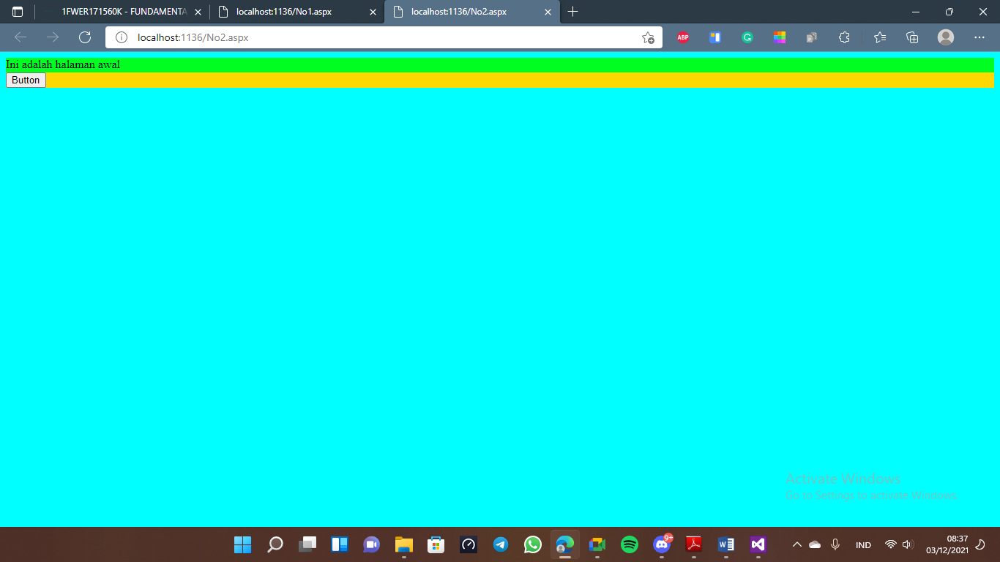 1FWER171560K - FUNDAMENTA
localhost:1136/No1.aspx
localhost:1136/No2.aspx
localhost:1136/No2.aspx
ABP
Ini adalah halaman awal
Button
Activate Windows
Go to Settings to activate Windows.
9+
IND
08:37
03/12/2021